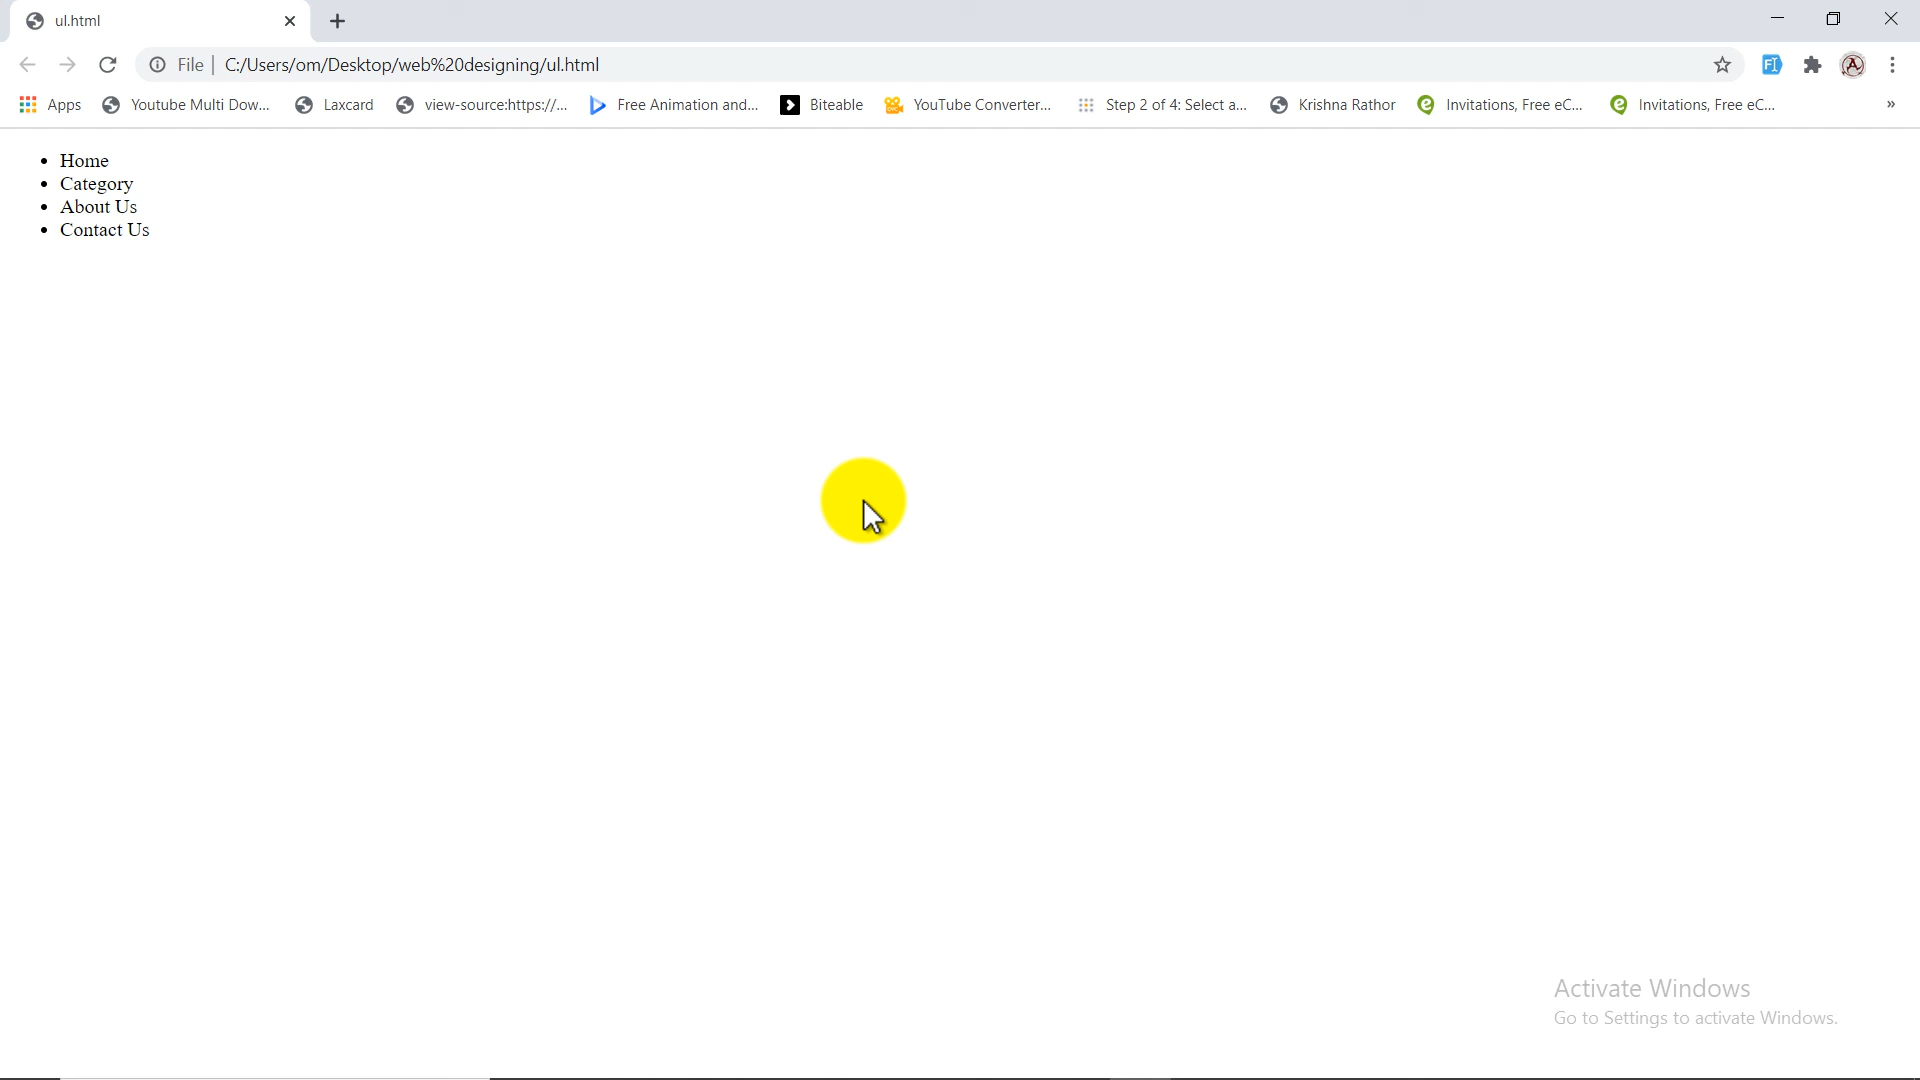 ul.html
File | C:/Users/om/Desktop/web%20designing/ul.html
Apps Youtube Multi Dow... Laxcard view-source:https://... Free Animation and... Biteable YouTube Converter... Step 2 of 4: Select a... Krishna Rathor Invitations, Free eC... Invitations, Free eC... »
• Home
• Category
• About Us
• Contact Us
Activate Windows
Go to Settings to activate Windows.